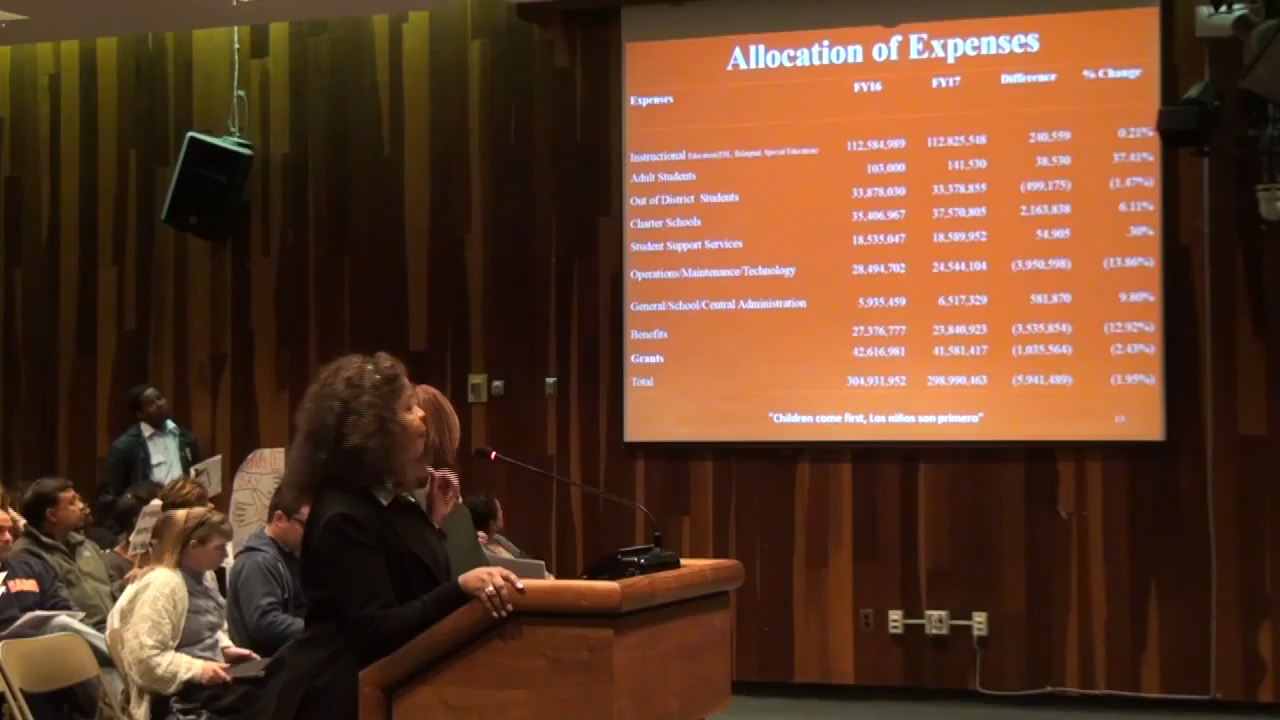 Allocation of Expenses
Expenses FY16 FY17 Difference % Change
Instructional Education(ESL, Bilingual, Special Education) 112,584,989 112,825,548 240,559 0.21%
Adult Students 103,000 141,530 38,530 37.41%
Out of District Students 33,878,030 33,378,855 (499,175) (1.47%)
Charter Schools 35,406,967 37,570,805 2,163,838 6.11%
Student Support Services 18,535,047 18,589,952 54,905 .30%
Operations/Maintenance/Technology 28,494,702 24,544,104 (3,950,598) (13.86%)
General/School/Central Administration 5,935,459 6,517,329 581,870 9.80%
Benefits 27,376,777 23,840,923 (3,535,854) (12.92%)
Grants 42,616,981 41,581,417 (1,035,564) (2.43%)
Total 304,931,952 298,990,463 (5,941,489) (1.95%)
"Children come first, Los niños son primero"